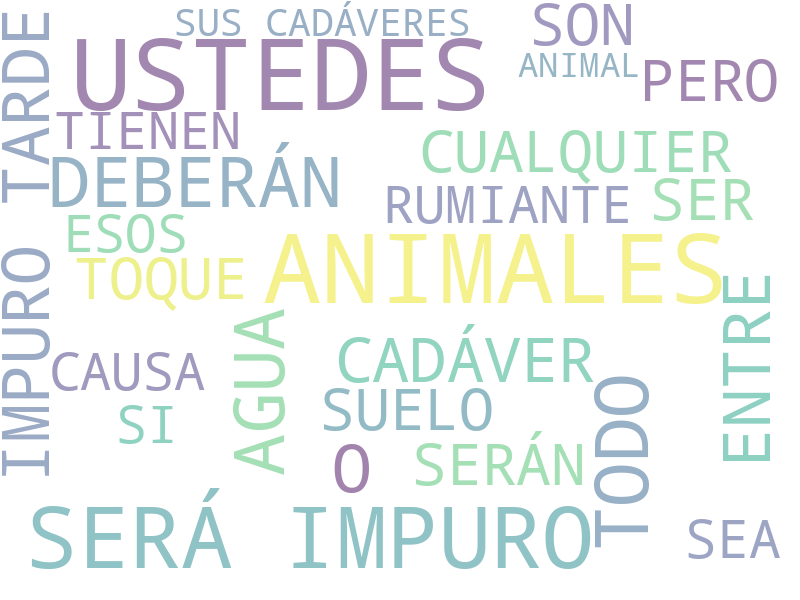 SUS CADÁVERES
SON
USTEDES
ANIMAL
PERO
IMPURO TARDE
TIENEN
CUALQUIER
DEBERÁN
RUMIANTE
SER
ESOS
ANIMALES
TOQUE
ENTRE
AGUA
CADÁVER
CAUSA
SUELO
TODO
SI
O
SERÁN
SERÁ IMPURO
SEA